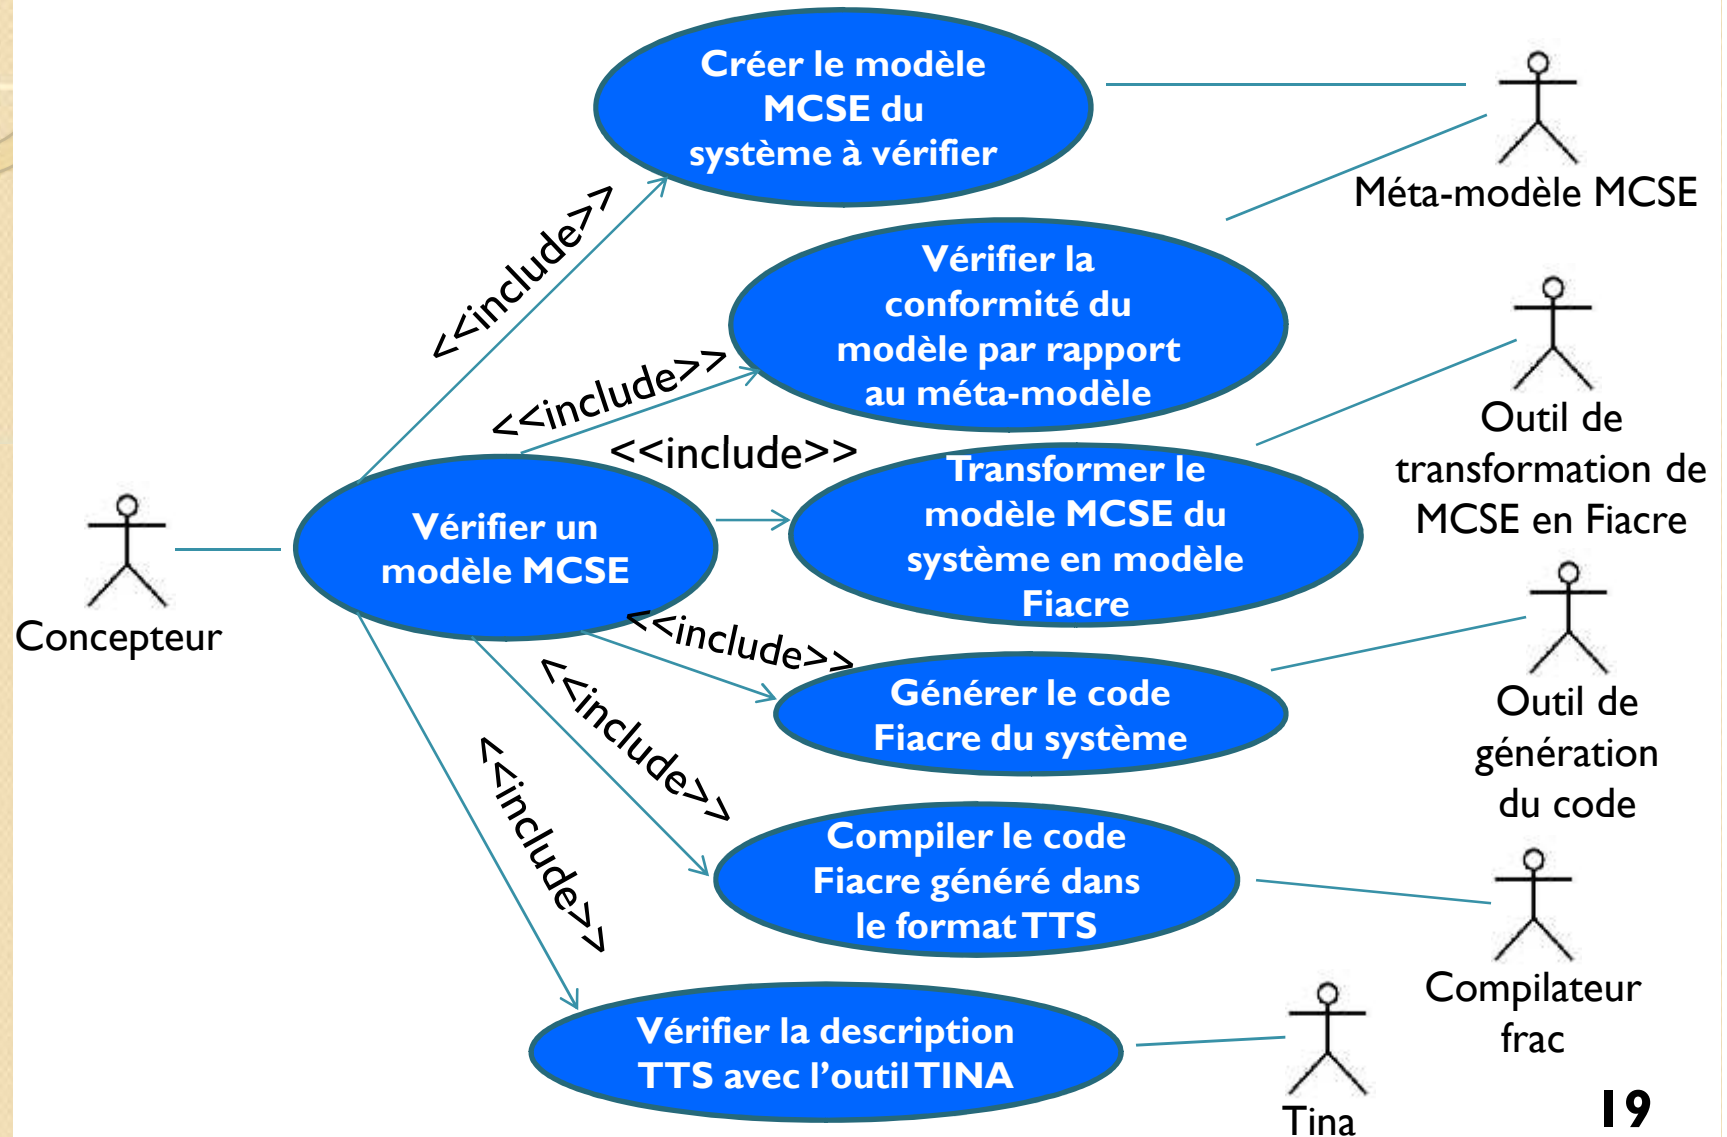 Créer le modèle
MCSE du
système à vérifier
Méta-modèle MCSE
<<include>>
Vérifier la
conformité du
modèle par rapport
au méta-modèle
<<include>>
Outil de
transformation de
MCSE en Fiacre
<<include>>
Transformer le
modèle MCSE du
système en modèle
Fiacre
Vérifier un
modèle MCSE
Concepteur
<<include>>
Générer le code
Fiacre du système
Outil de
génération
du code
<<include>>
Compiler le code
Fiacre généré dans
le format TTS
<<include>>
Compilateur
frac
Vérifier la description
TTS avec l'outil TINA
Tina
19